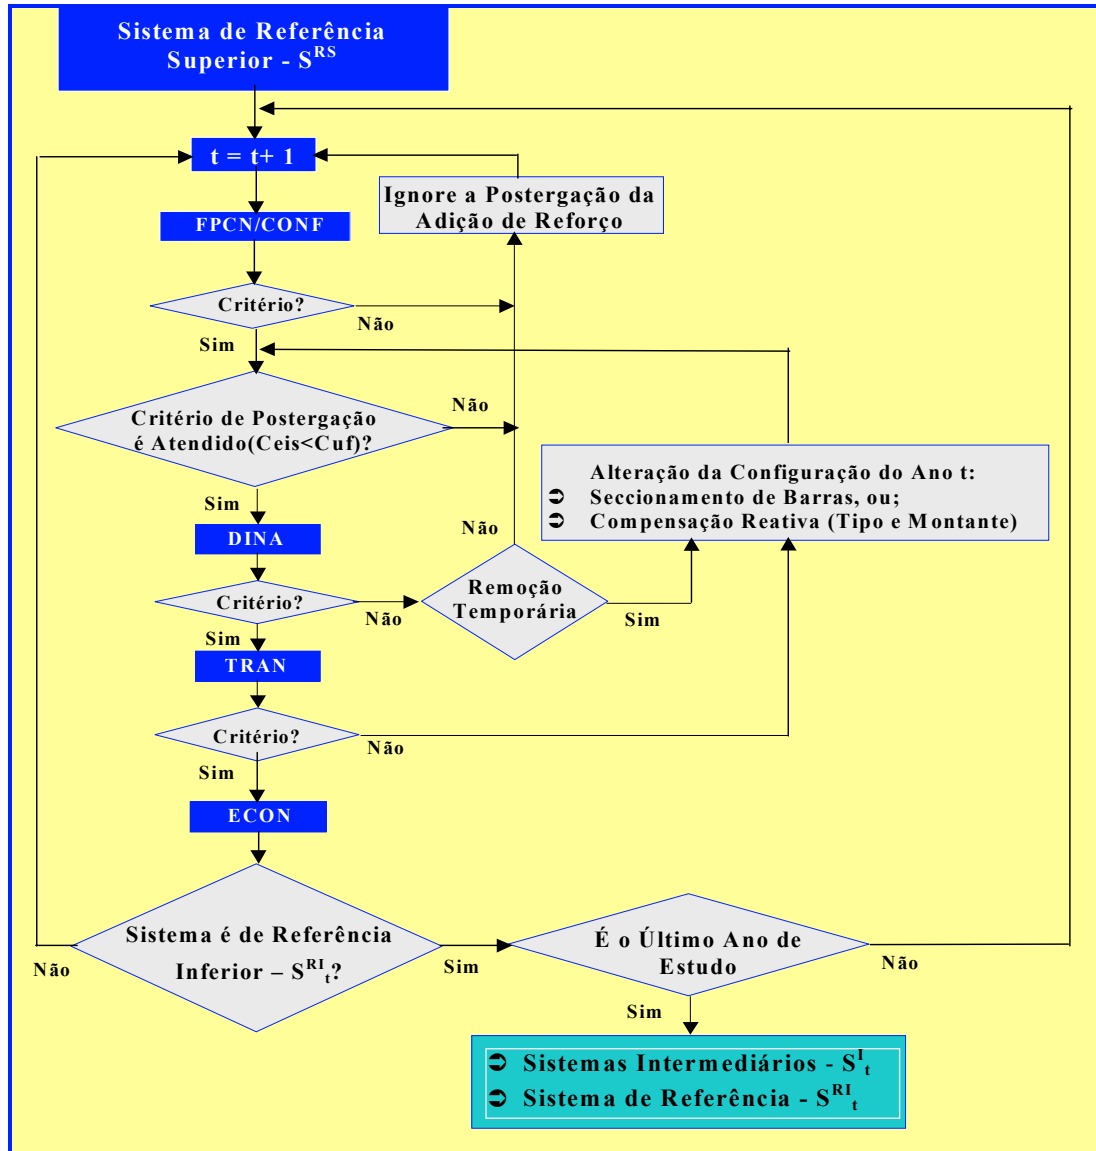 Sistema de Referência
Superior - S^RS
t = t+ 1
Ignore a Postergação da
Adição de Reforço
FPCN/CONF
Critério?
Não
Sim
Critério de Postergação
é Atendido(Ceis<Cuf)?
Não
Sim
Alteração da Configuração do Ano t:
➲ Seccionamento de Barras, ou;
➲ Compensação Reativa (Tipo e Montante)
DINA
Não
Critério?
Não
Remoção
Temporária
Sim
Sim
TRAN
Critério?
Não
Sim
ECON
Sistema é de Referência
Inferior – S^RI_t?
Não
Sim
É o Último Ano de
Estudo
Não
Sim
➲ Sistemas Intermediários - S^I_t
➲ Sistema de Referência - S^RI_t